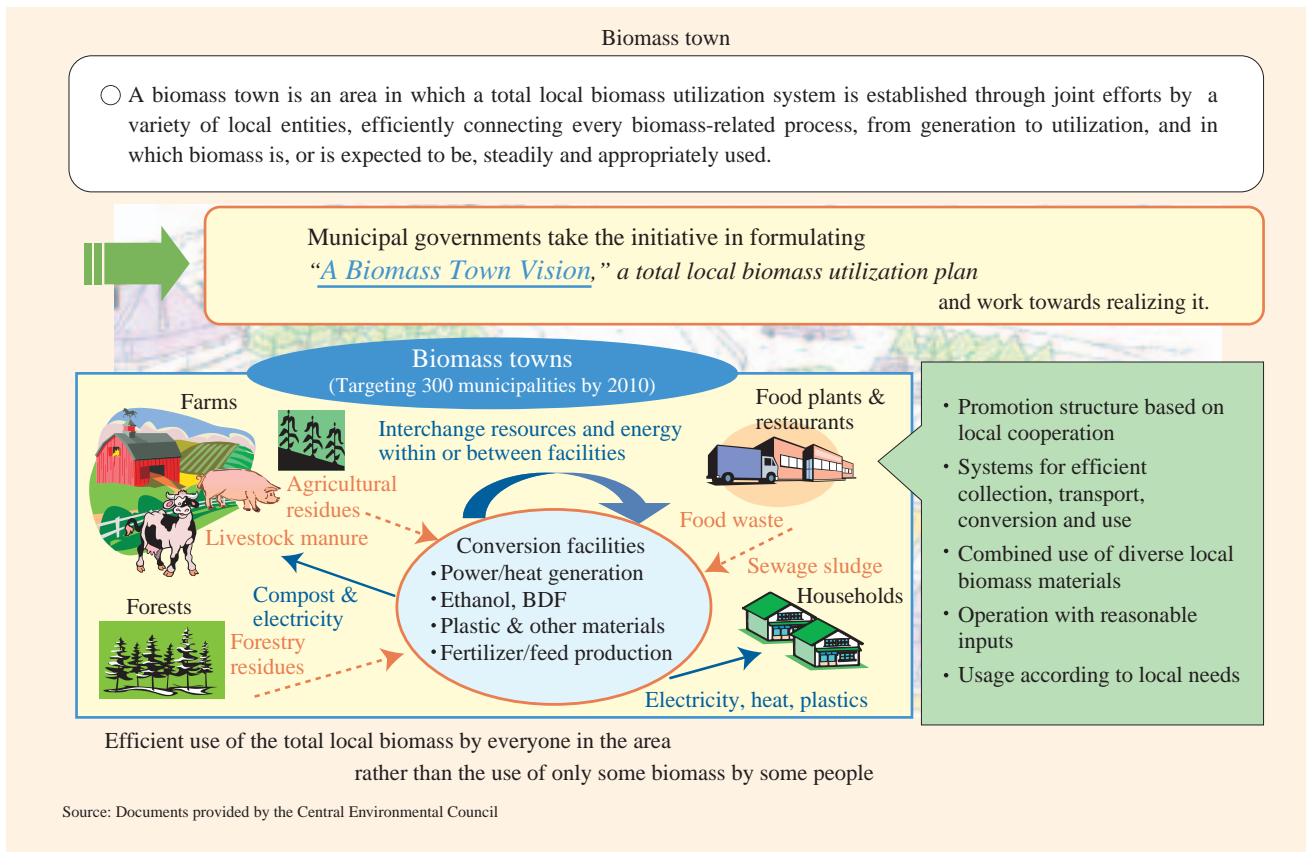 Biomass town
○ A biomass town is an area in which a total local biomass utilization system is established through joint efforts by a
variety of local entities, efficiently connecting every biomass-related process, from generation to utilization, and in
which biomass is, or is expected to be, steadily and appropriately used.
Municipal governments take the initiative in formulating
“A Biomass Town Vision,” a total local biomass utilization plan
and work towards realizing it.
Biomass towns
(Targeting 300 municipalities by 2010)
Farms
Agricultural
residues
Livestock manure
Interchange resources and energy
within or between facilities
Food plants &
restaurants
Food waste
Sewage sludge
Households
Compost &
electricity
Forests
Forestry
residues
Conversion facilities
・Power/heat generation
・Ethanol, BDF
・Plastic & other materials
・Fertilizer/feed production
Electricity, heat, plastics
・Promotion structure based on
local cooperation
・Systems for efficient
collection, transport,
conversion and use
・Combined use of diverse local
biomass materials
・Operation with reasonable
inputs
・Usage according to local needs
Efficient use of the total local biomass by everyone in the area
rather than the use of only some biomass by some people
Source: Documents provided by the Central Environmental Council